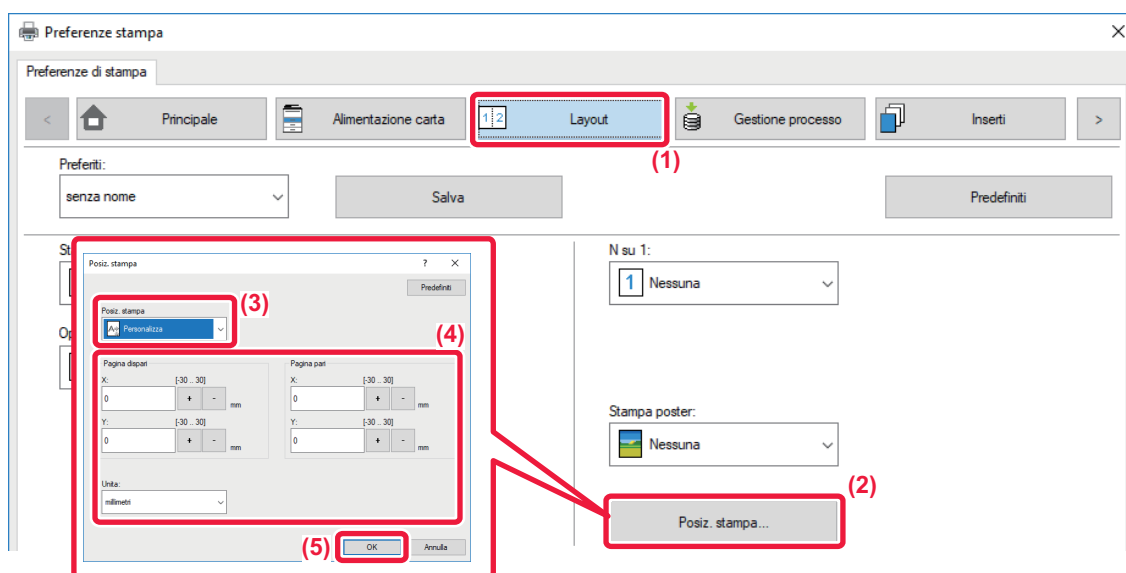 Preferenze stampa
Preferenze di stampa
< Principale Alimentazione carta 1 2 Layout Gestione processo Inserti >
(1)
Preferiti:
senza nome Salva Predefiniti
St
Op
Posiz. stampa ? ×
Predefiniti
Posiz. stampa
Personalizza
(3)
(4)
Pagina dispari Pagina pari
X: [-30 .. 30] X: [-30 .. 30]
0 + - mm 0 + - mm
Y: [-30 .. 30] Y: [-30 .. 30]
0 + - mm 0 + - mm
Unita:
millimetri
(5) OK Annulla
N su 1:
1 Nessuna
Stampa poster:
Nessuna
(2)
Posiz. stampa...